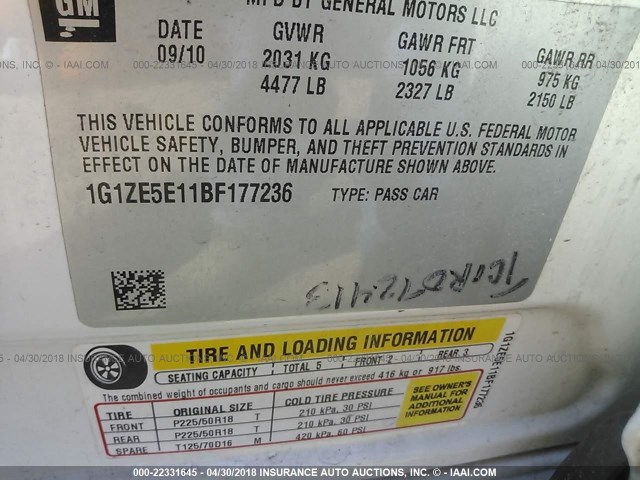 GM
MFD BY GENERAL MOTORS LLC
DATE GVWR GAWR FRT GAWR RR
09/10 2031 KG 1056 KG 975 KG
4477 LB 2327 LB 2150 LB
THIS VEHICLE CONFORMS TO ALL APPLICABLE U.S. FEDERAL MOTOR
VEHICLE SAFETY, BUMPER, AND THEFT PREVENTION STANDARDS IN
EFFECT ON THE DATE OF MANUFACTURE SHOWN ABOVE.
1G1ZE5E11BF177236 TYPE: PASS CAR
TIRE AND LOADING INFORMATION
SEATING CAPACITY TOTAL 5 FRONT 2 REAR 3
The combined weight of occupants and cargo should never exceed 416 kg or 917 lbs.
TIRE ORIGINAL SIZE COLD TIRE PRESSURE
FRONT P225/50R18 T 210 kPa, 30 PSI
REAR P225/50R18 T 210 kPa, 30 PSI
SPARE T125/70D16 M 420 kPa, 60 PSI
SEE OWNER'S
MANUAL FOR
ADDITIONAL
INFORMATION
1G1ZE5E11BF177236
000-22331645 - 04/30/2018 - INSURANCE AUTO AUCTIONS, INC. - WWW.IAAI.COM